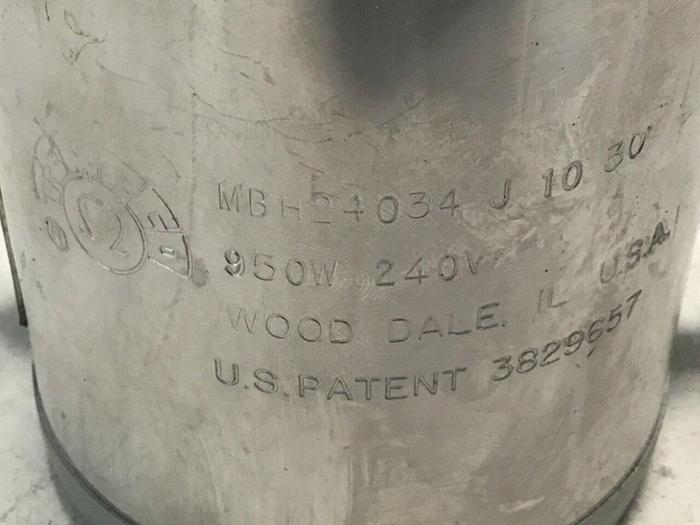 MBH24034 J 10 30
950W 240V
WOOD DALE, IL U.S.A.
U.S. PATENT 3829657